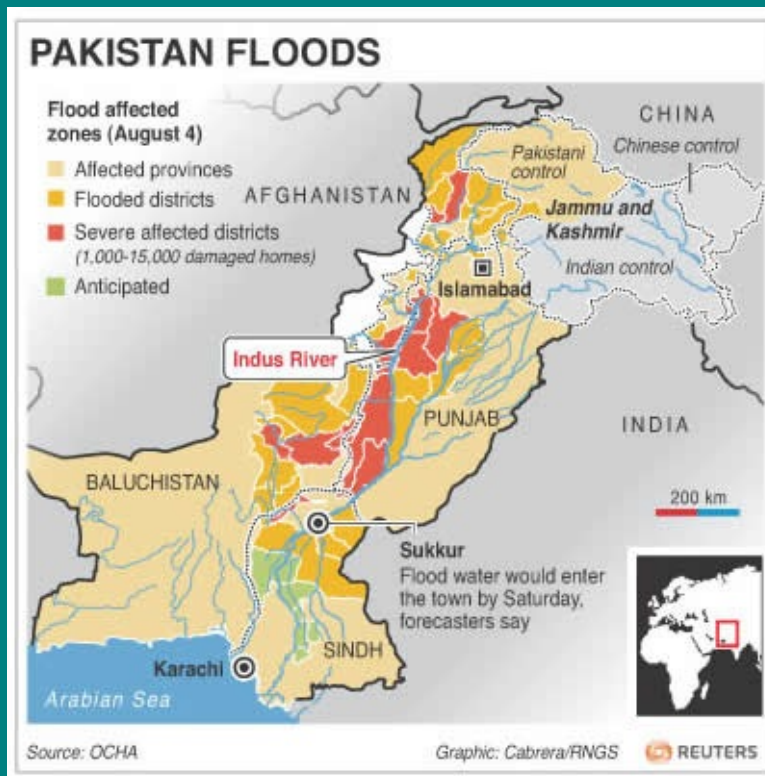 PAKISTAN FLOODS
Flood affected
zones (August 4)
Affected provinces
Flooded districts
Severe affected districts
(1,000-15,000 damaged homes)
Anticipated
AFGHANISTAN
CHINA
Chinese control
Pakistani
control
Jammu and
Kashmir
Indian control
Islamabad
Indus River
PUNJAB
INDIA
BALUCHISTAN
200 km
Sukkur
Flood water would enter
the town by Saturday,
forecasters say
SINDH
Karachi
Arabian Sea
Source: OCHA
Graphic: Cabrera/RNGS
REUTERS